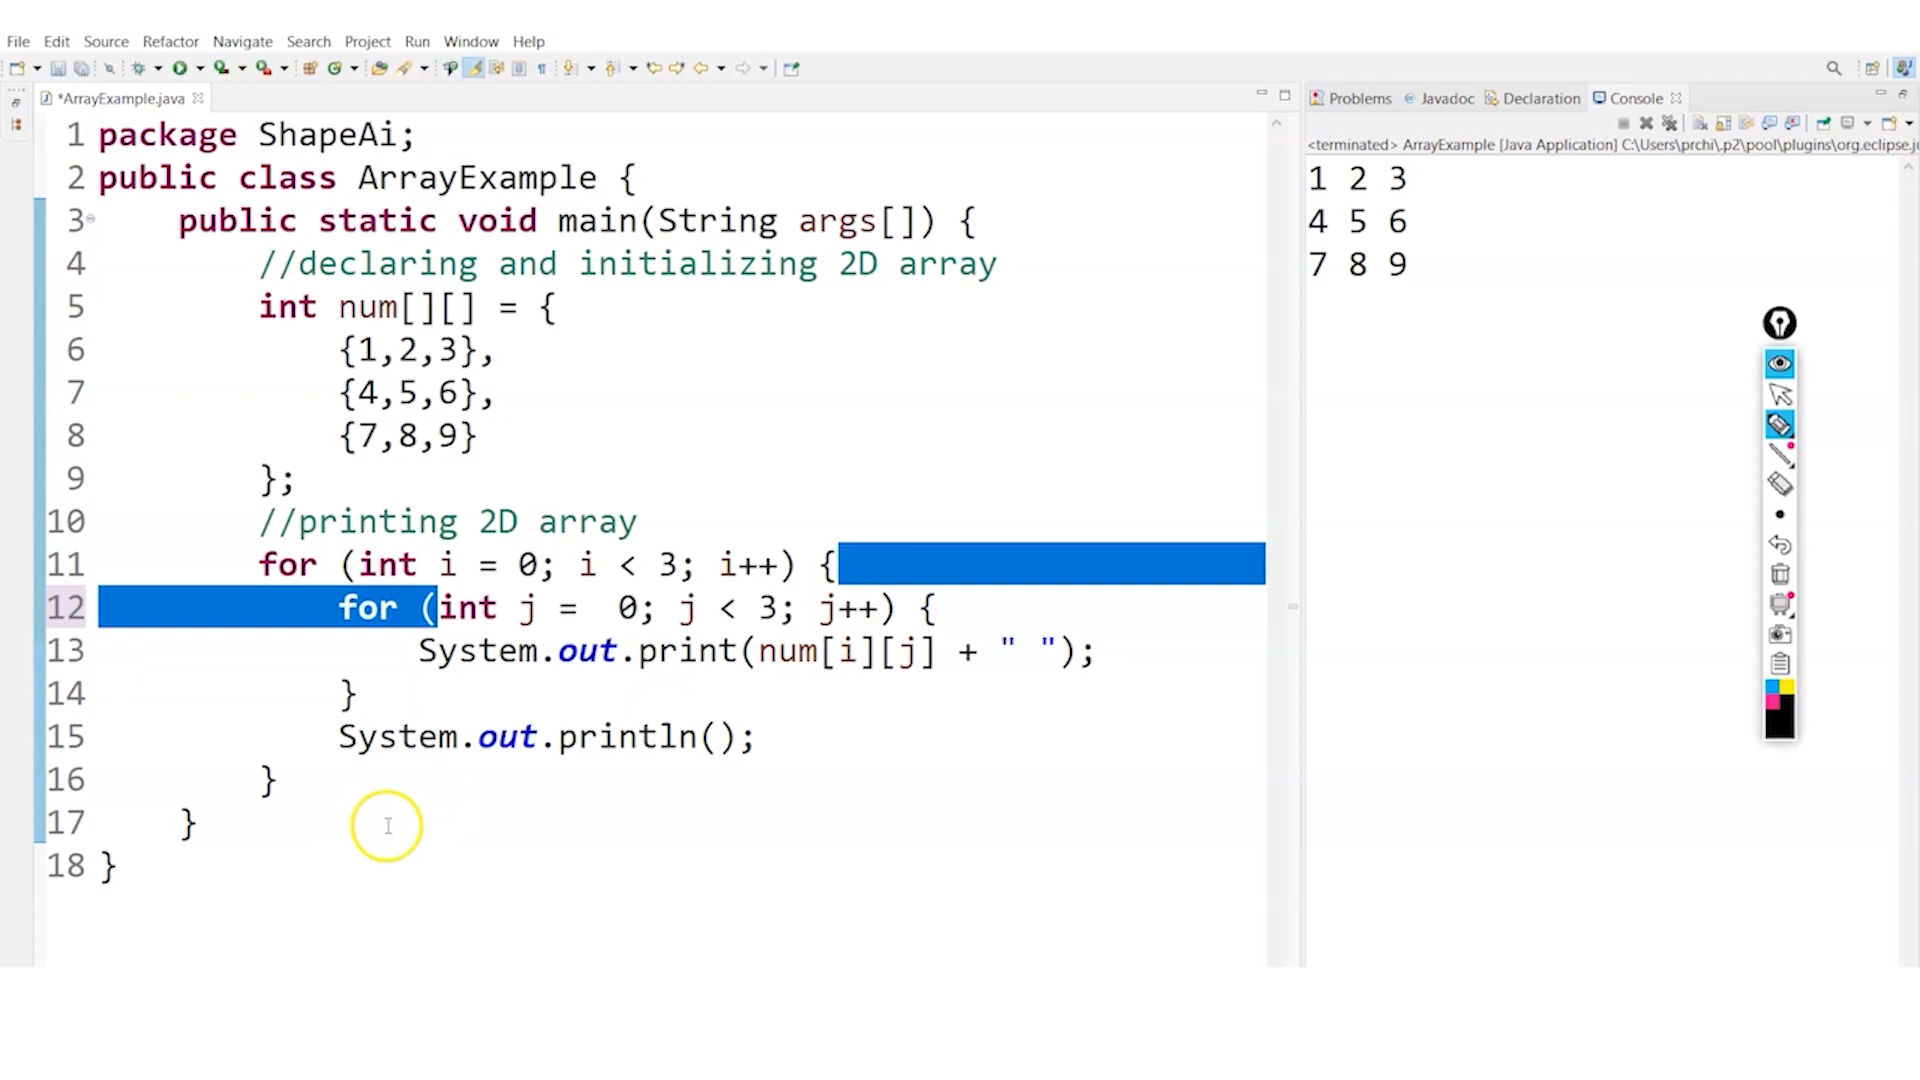 File Edit Source Refactor Navigate Search Project Run Window Help
*ArrayExample.java
1 package ShapeAi;
2 public class ArrayExample {
3 public static void main(String args[]) {
4 //declaring and initializing 2D array
5 int num[][] = {
6 {1,2,3},
7 {4,5,6},
8 {7,8,9}
9 };
10 //printing 2D array
11 for (int i = 0; i < 3; i++) {
12 for (int j =  0; j < 3; j++) {
13 System.out.print(num[i][j] + " ");
14 }
15 System.out.println();
16 }
17 }
18 }
Problems Javadoc Declaration Console
<terminated> ArrayExample [Java Application] C:\Users\prchi\.p2\pool\plugins\org.eclipse.ju
1 2 3
4 5 6
7 8 9